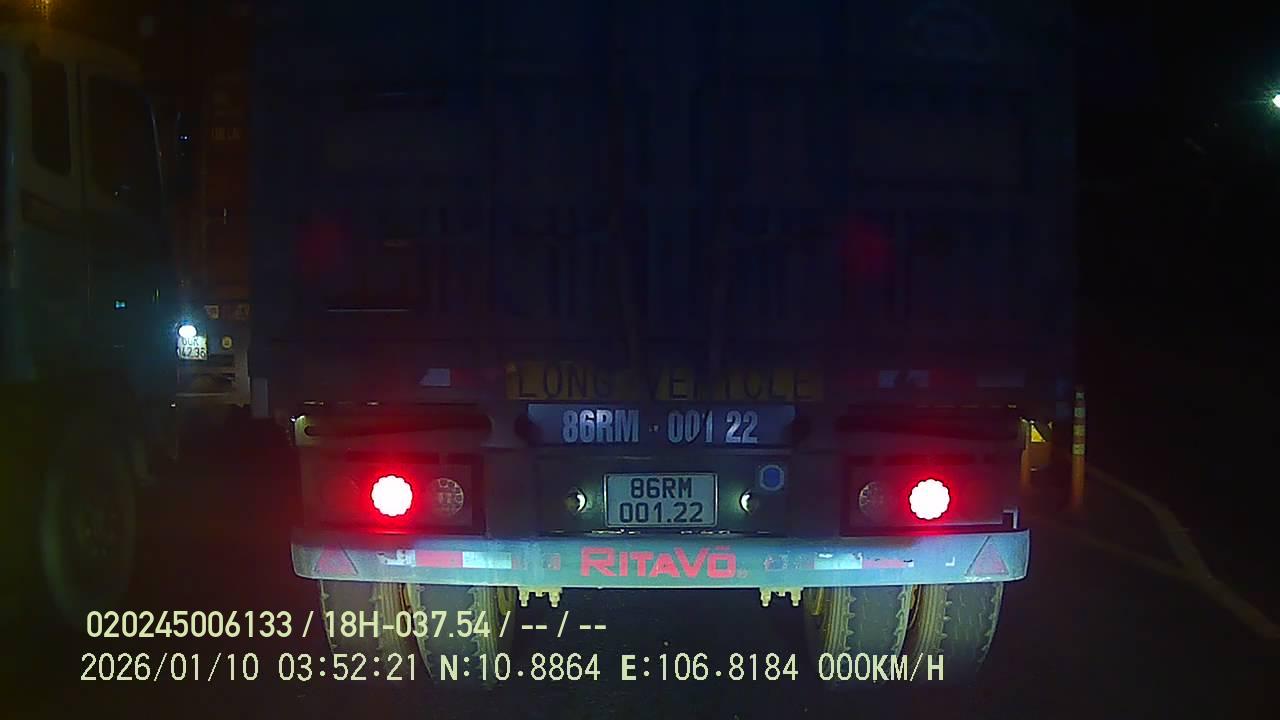 LONG VEHICLE
86RM - 001 22
86RM
001.22
RITAVÕ
020245006133 / 18H-037.54 / -- / --
2026/01/10 03:52:21 N:10.8864 E:106.8184 000KM/H